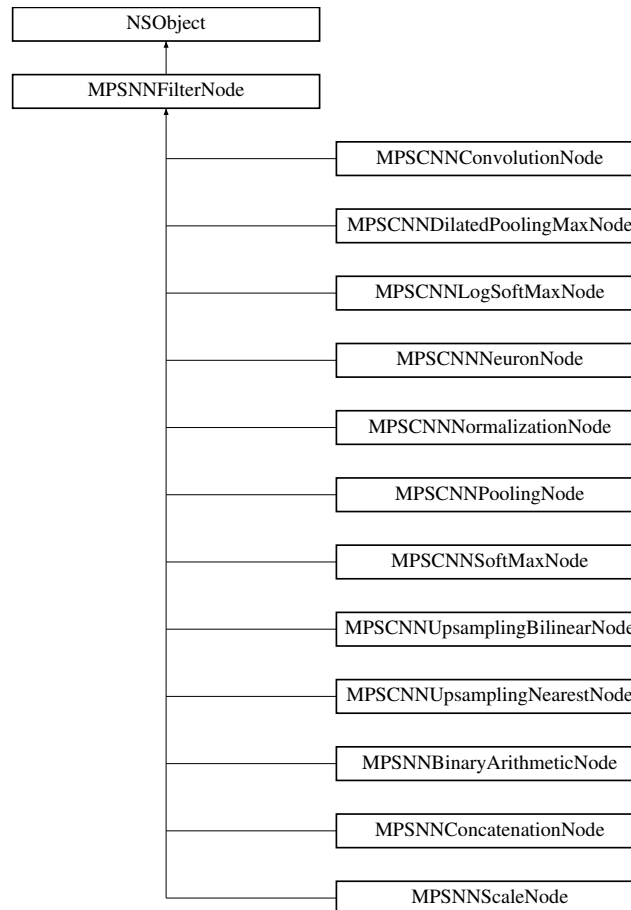 NSObject
MPSNNFilterNode
MPSCNNConvolutionNode
MPSCNNDilatedPoolingMaxNode
MPSCNNLogSoftMaxNode
MPSCNNNeuronNode
MPSCNNNormalizationNode
MPSCNNPoolingNode
MPSCNNSoftMaxNode
MPSCNNUpsamplingBilinearNode
MPSCNNUpsamplingNearestNode
MPSNNBinaryArithmeticNode
MPSNNConcatenationNode
MPSNNScaleNode